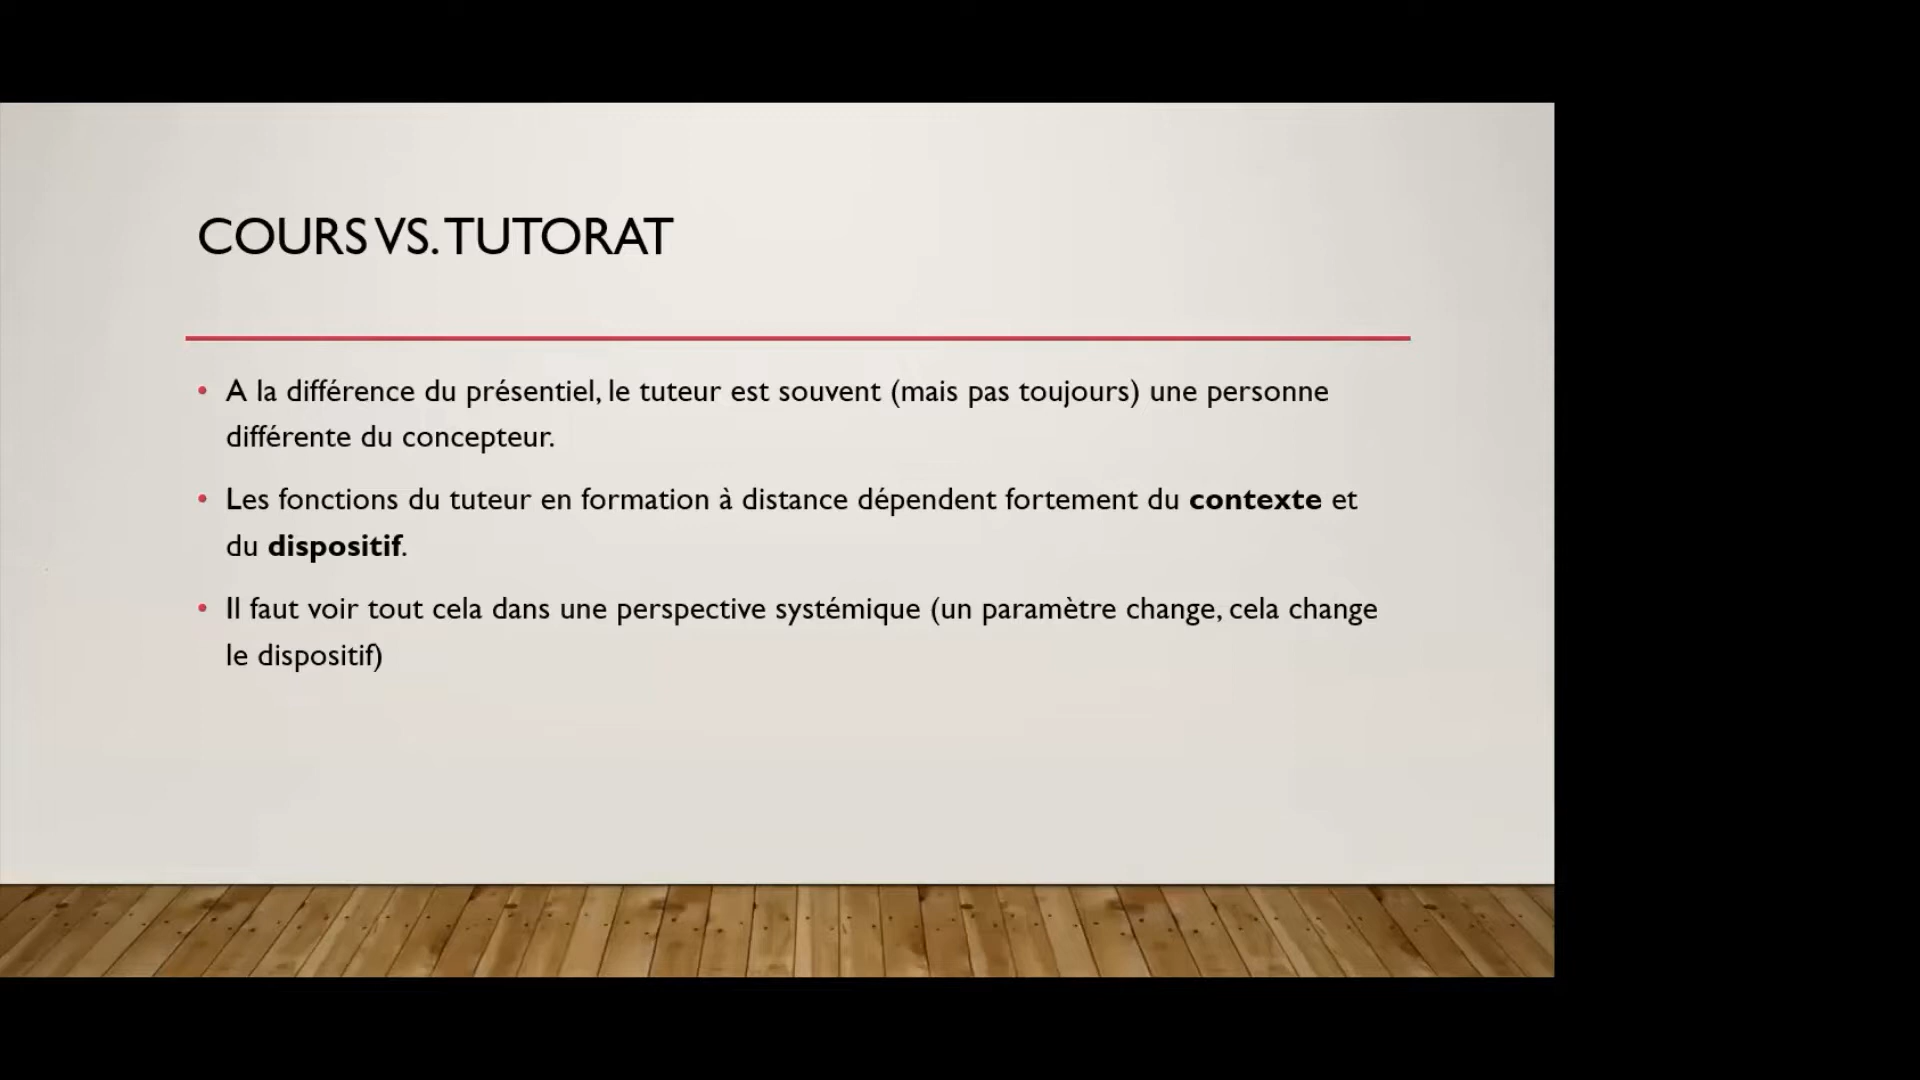 COURS VS. TUTORAT
• A la différence du présentiel, le tuteur est souvent (mais pas toujours) une personne
différente du concepteur.
• Les fonctions du tuteur en formation à distance dépendent fortement du contexte et
du dispositif.
• Il faut voir tout cela dans une perspective systémique (un paramètre change, cela change
le dispositif)